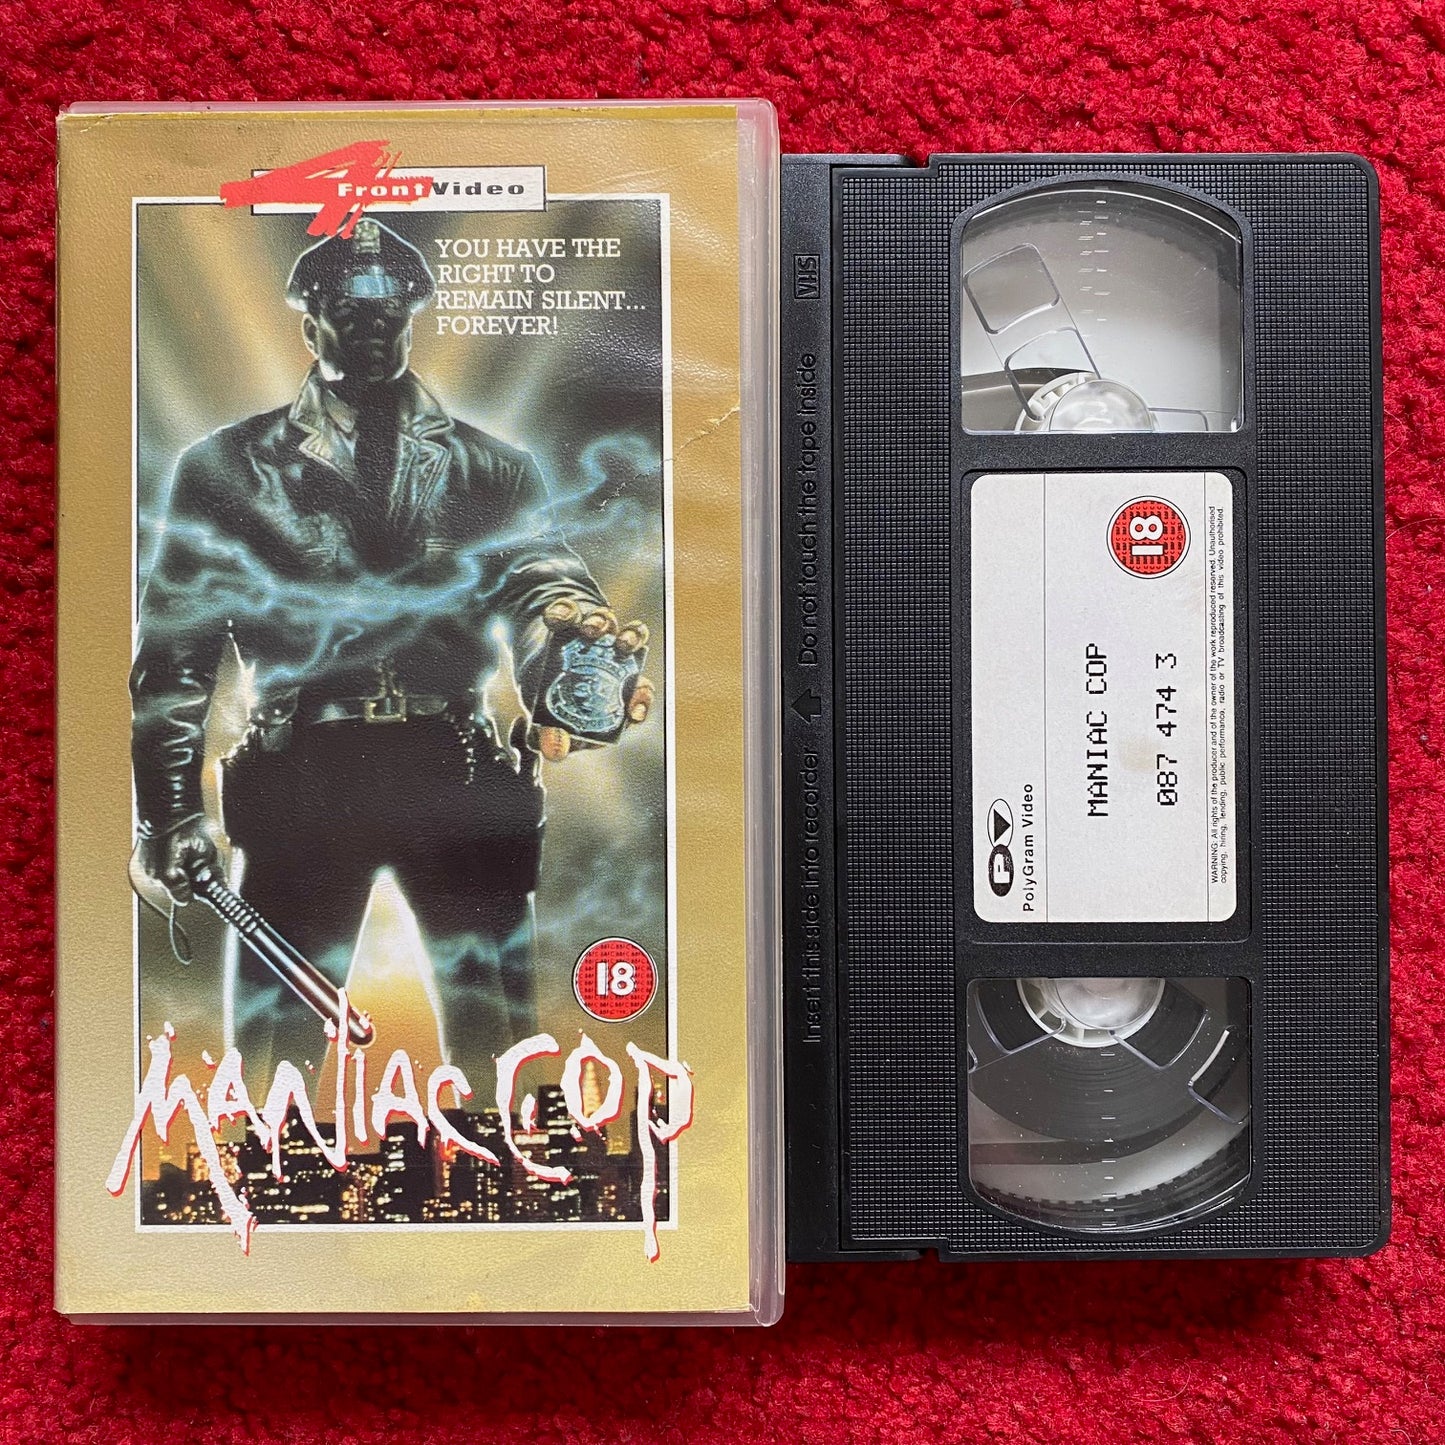 4 Front Video
YOU HAVE THE
RIGHT TO
REMAIN SILENT...
FOREVER!
18
MANIAC COP
VHS
Insert this side into recorder Do not touch the tape inside
18
MANIAC COP
087 474 3
PolyGram Video
WARNING: All rights of the producer and of the owner of the work reproduced reserved. Unauthorised
copying, hiring, lending, public performance, radio or TV broadcasting of this video prohibited.